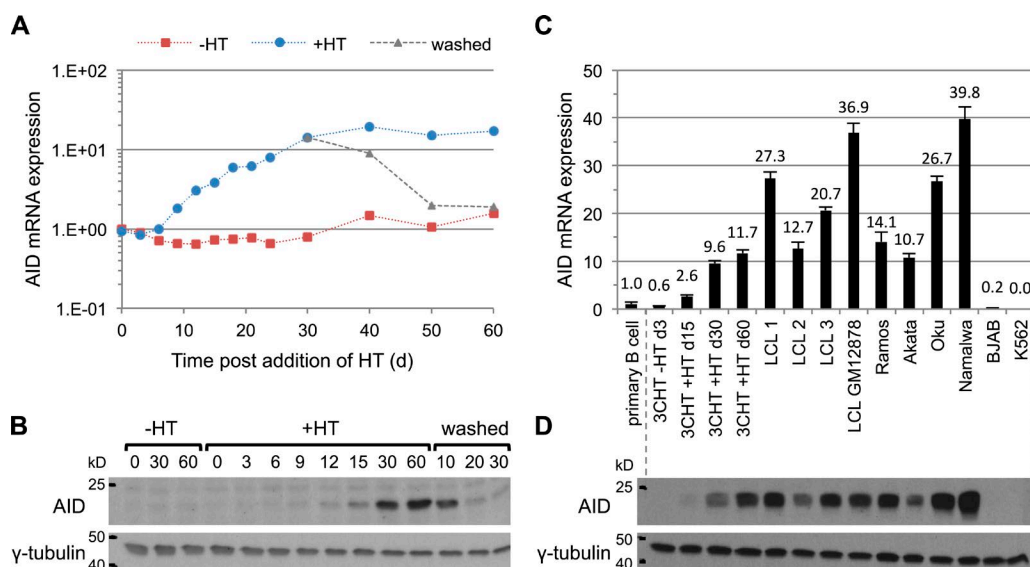 A
-HT +HT washed
AID mRNA expression
1.E+02
1.E+01
1.E+00
1.E-01
0 10 20 30 40 50 60
Time post addition of HT (d)
B
-HT +HT washed
kD 0 30 60 0 3 6 9 12 15 30 60 10 20 30
25
AID
50
γ-tubulin
40
C
AID mRNA expression
50
40
30
20
10
0
1.0 0.6 2.6 9.6 11.7 27.3 12.7 20.7 36.9 14.1 10.7 26.7 39.8 0.2 0.0
primary B cell
3CHT -HT d3
3CHT +HT d15
3CHT +HT d30
3CHT +HT d60
LCL 1
LCL 2
LCL 3
LCL GM12878
Ramos
Akata
Oku
Namalwa
BJAB
K562
D
kD
25
AID
50
γ-tubulin
40